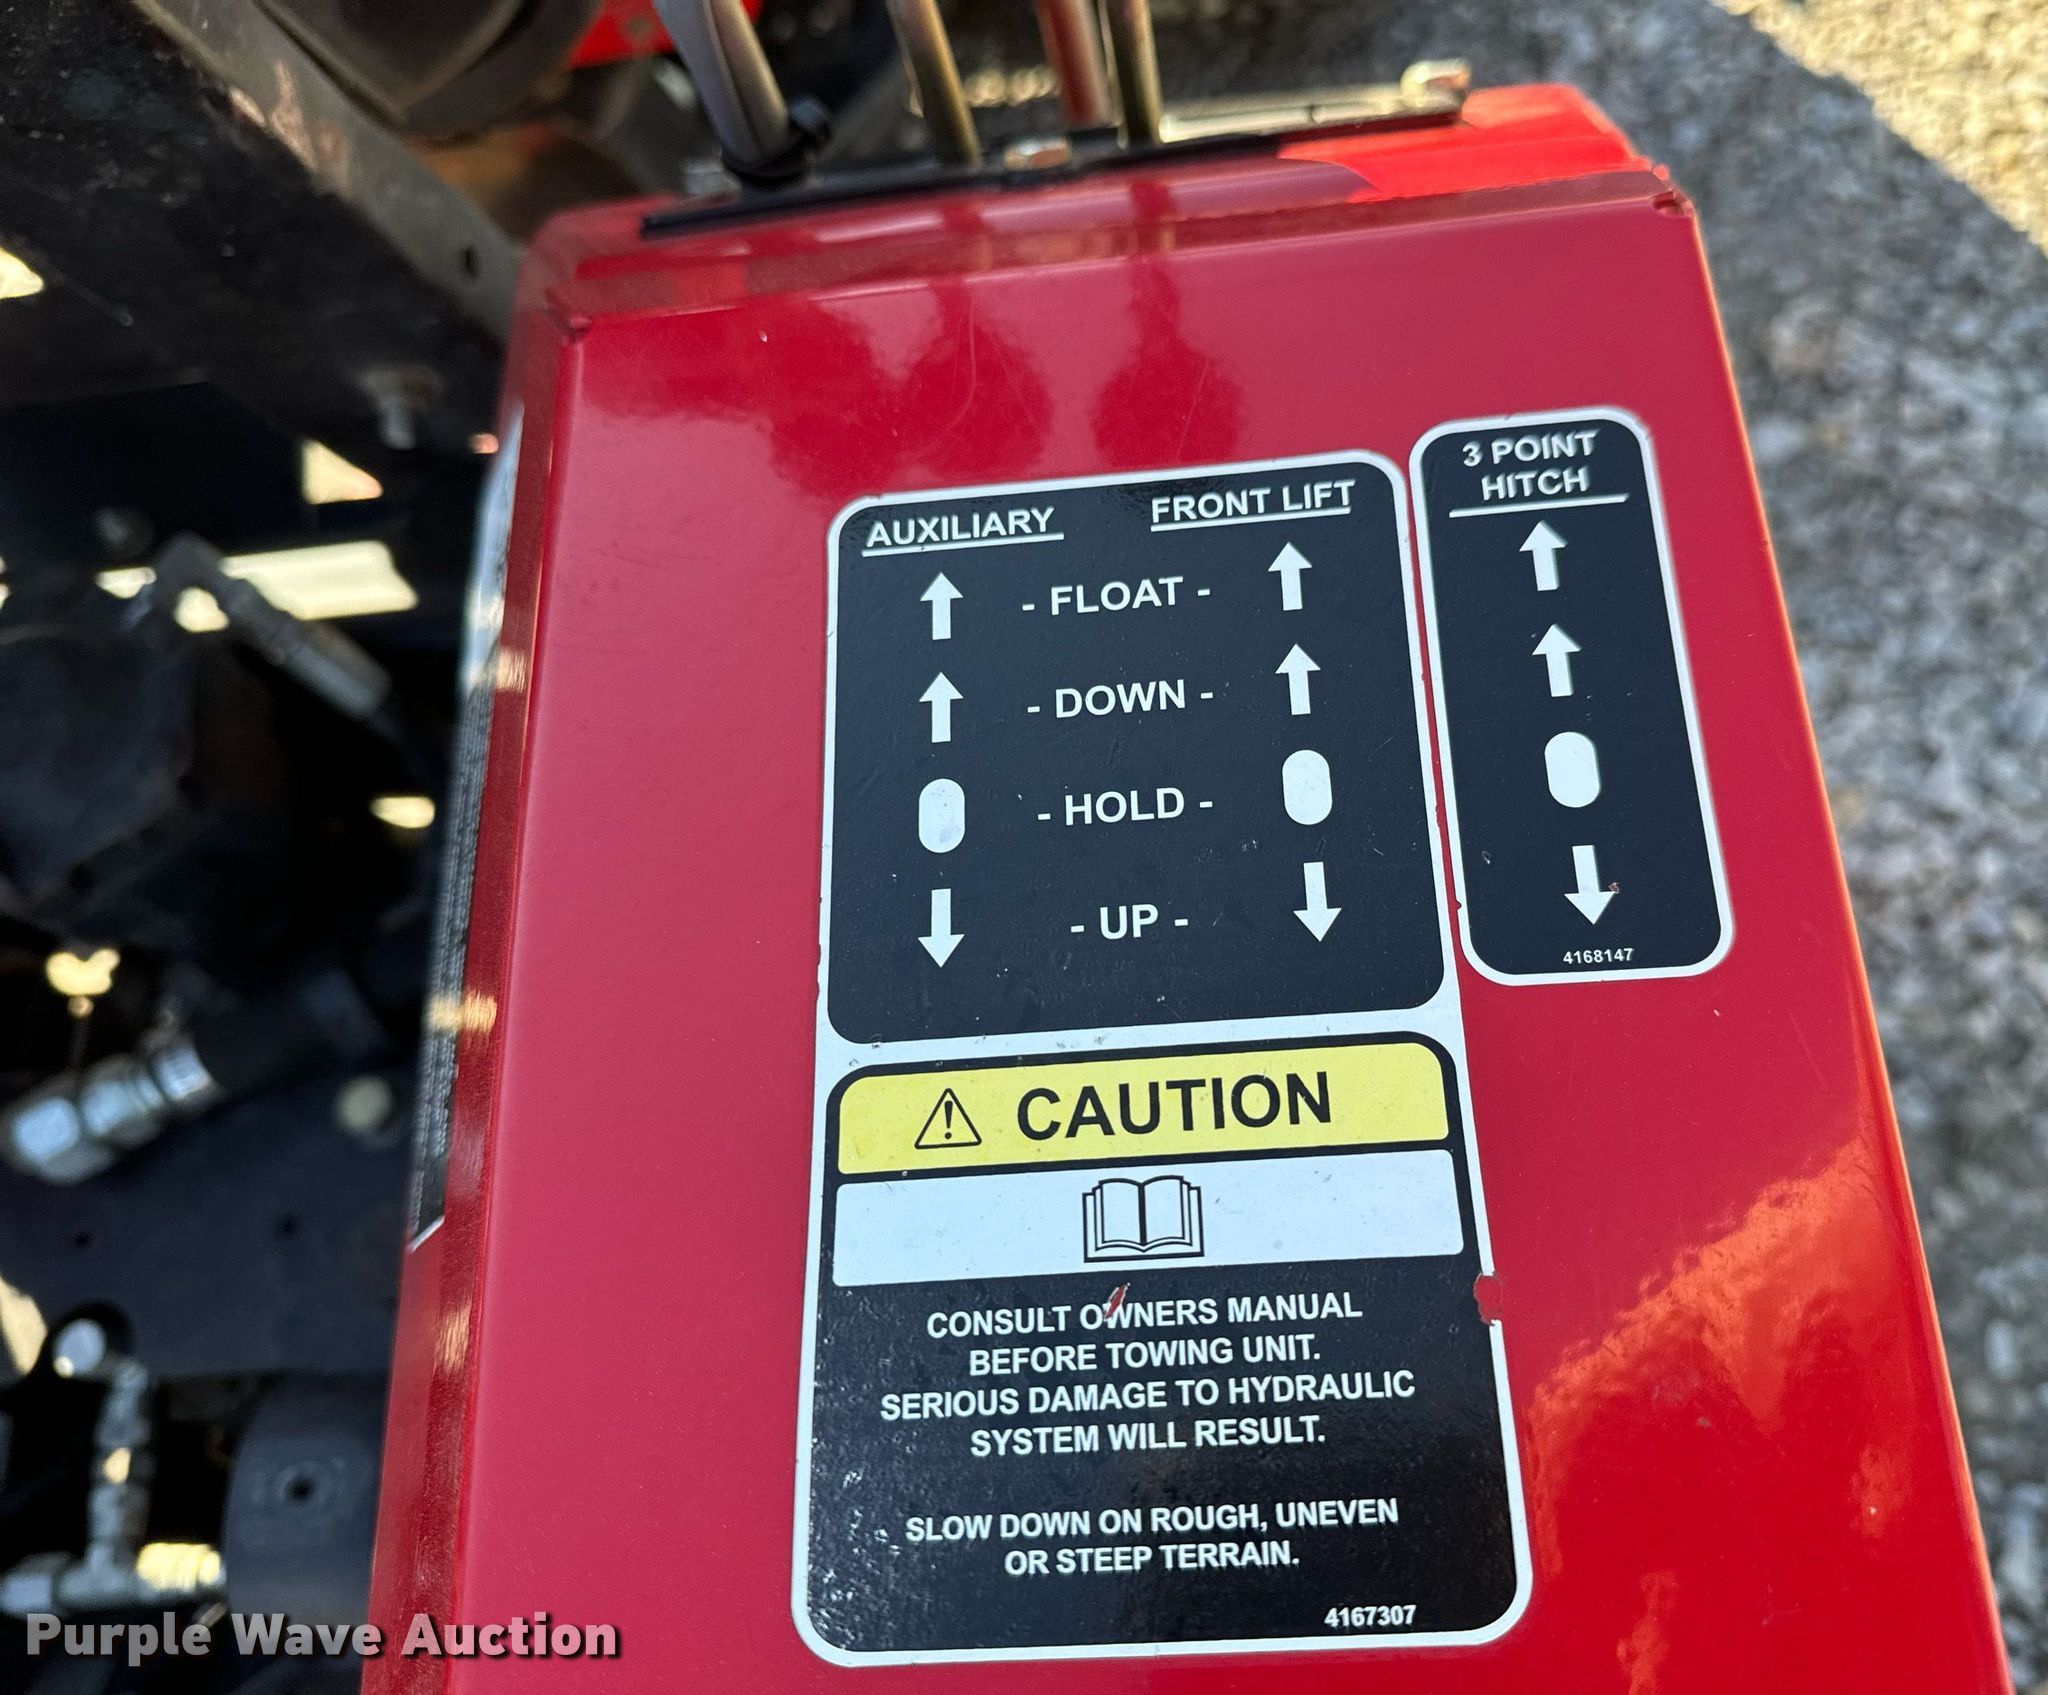 AUXILIARY
FRONT LIFT
- FLOAT -
- DOWN -
- HOLD -
- UP -
3 POINT
HITCH
4168147
CAUTION
CONSULT OWNERS MANUAL
BEFORE TOWING UNIT.
SERIOUS DAMAGE TO HYDRAULIC
SYSTEM WILL RESULT.
SLOW DOWN ON ROUGH, UNEVEN
OR STEEP TERRAIN.
4167307
Purple Wave Auction